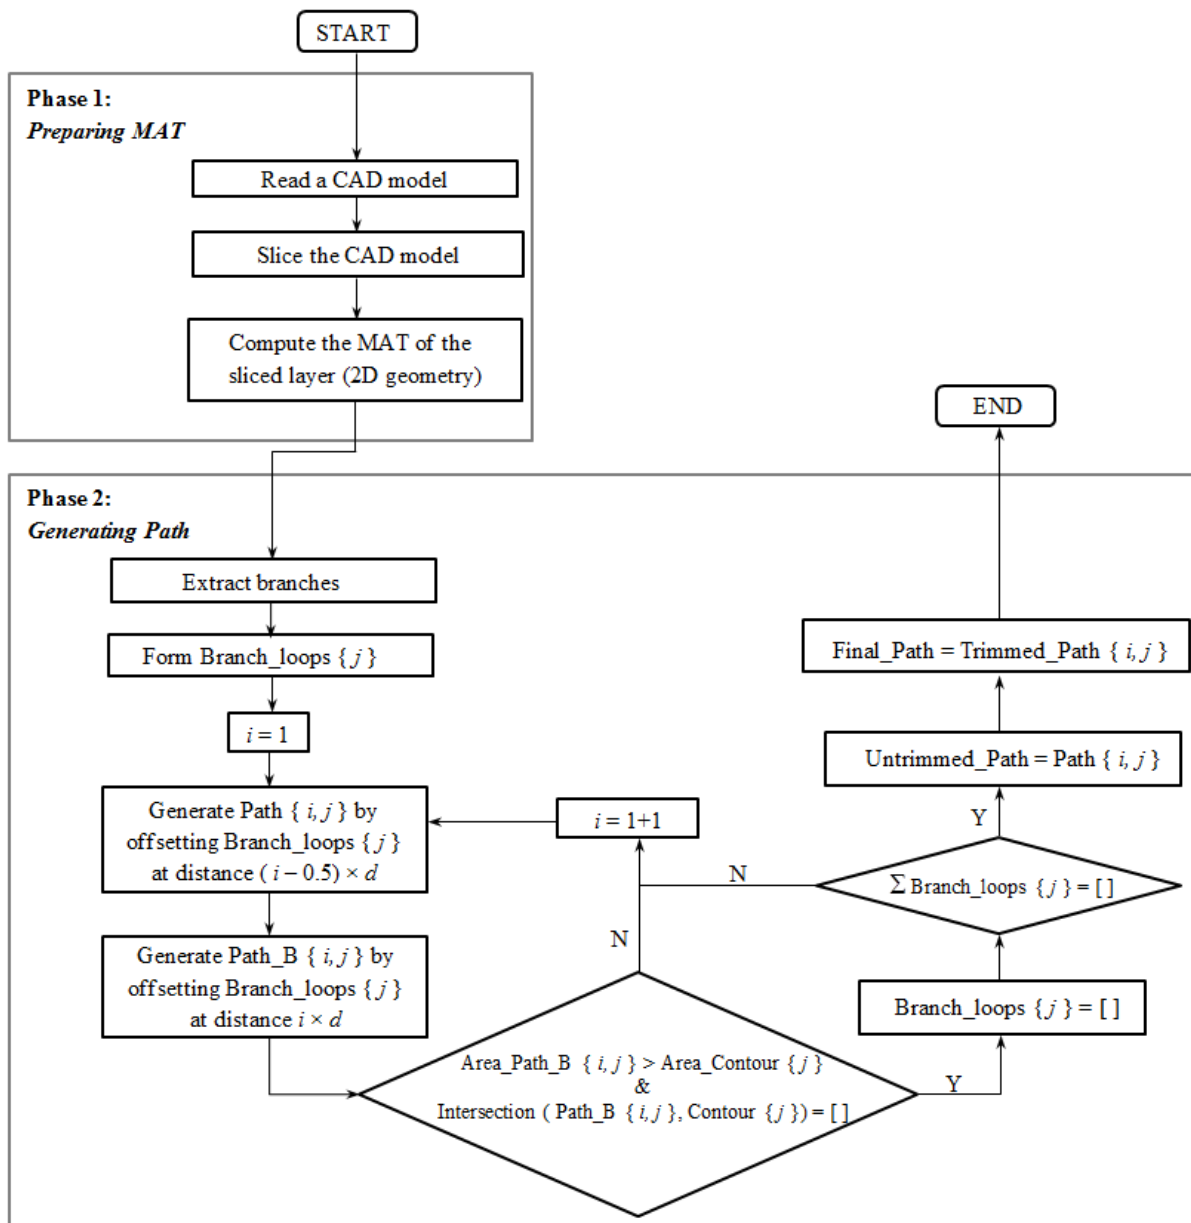 START
Phase 1:
Preparing MAT
Read a CAD model
Slice the CAD model
Compute the MAT of the
sliced layer (2D geometry)
END
Phase 2:
Generating Path
Extract branches
Form Branch_loops { j }
i = 1
Generate Path { i, j } by
offsetting Branch_loops { j }
at distance ( i – 0.5) × d
Generate Path_B { i, j } by
offsetting Branch_loops { j }
at distance i × d
Area_Path_B { i, j } > Area_Contour { j }
&
Intersection ( Path_B { i, j }, Contour { j }) = [ ]
N
i = 1+1
Y
Branch_loops { j } = [ ]
∑ Branch_loops { j } = [ ]
N
Y
Untrimmed_Path = Path { i, j }
Final_Path = Trimmed_Path { i, j }